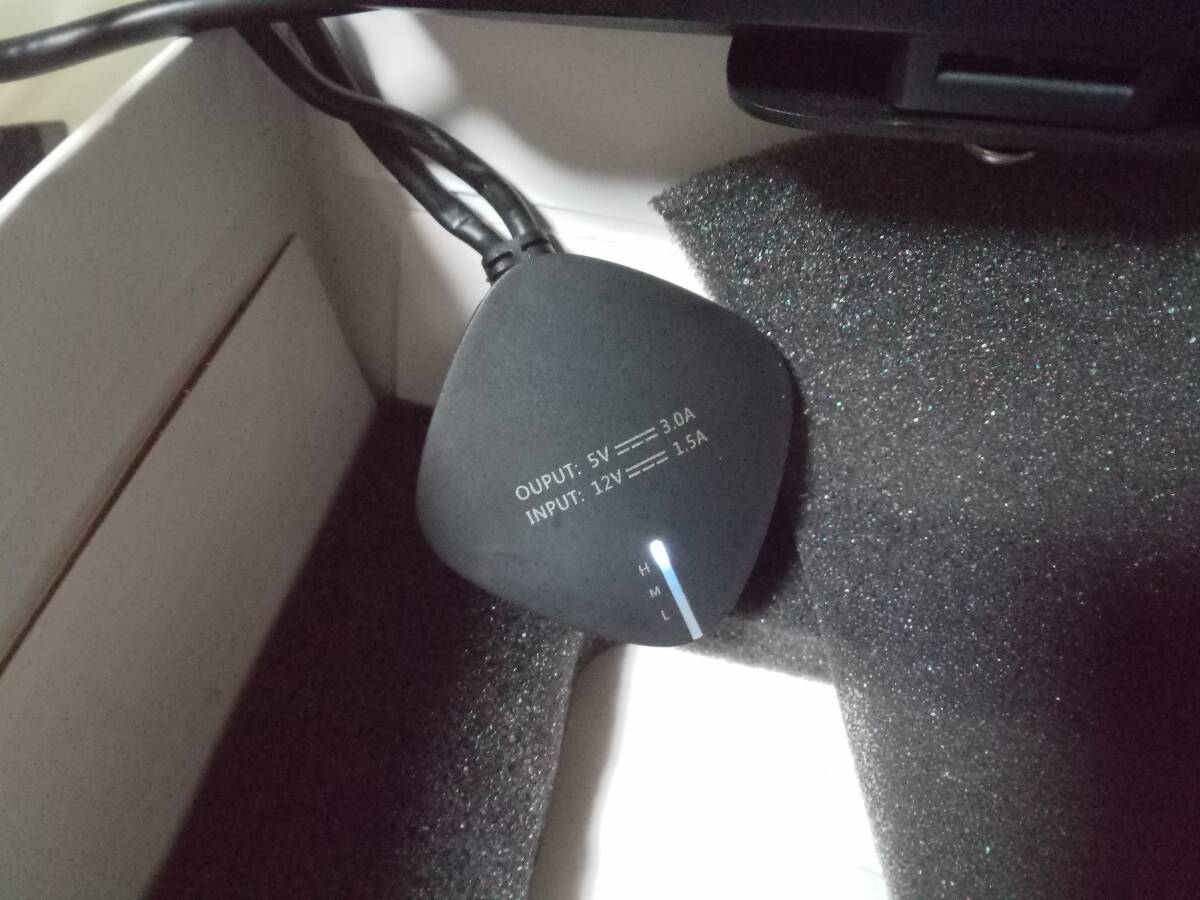 OUPUT: 5V ⎓ 3.0A
INPUT: 12V ⎓ 1.5A
H
M
L